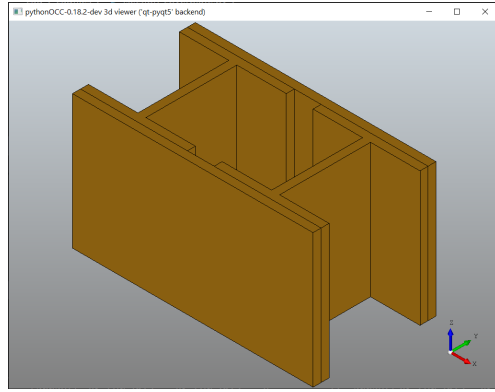 pythonOCC-0.18.2-dev 3d viewer ('qt-pyqt5' backend)
Z
Y
X